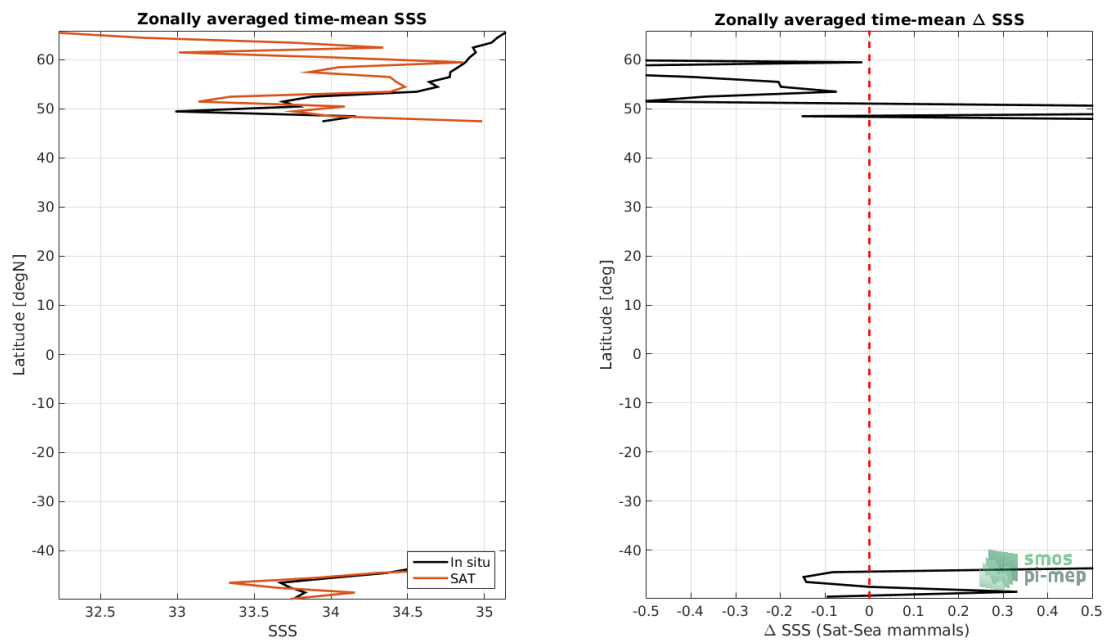 Zonally averaged time-mean SSS
60
50
40
30
20
10
0
-10
-20
-30
-40
Latitude [degN]
32.5 33 33.5 34 34.5 35
SSS
In situ
SAT
Zonally averaged time-mean Δ SSS
60
50
40
30
20
10
0
-10
-20
-30
-40
Latitude [deg]
-0.5 -0.4 -0.3 -0.2 -0.1 0 0.1 0.2 0.3 0.4 0.5
Δ SSS (Sat-Sea mammals)
smos
pi-mep